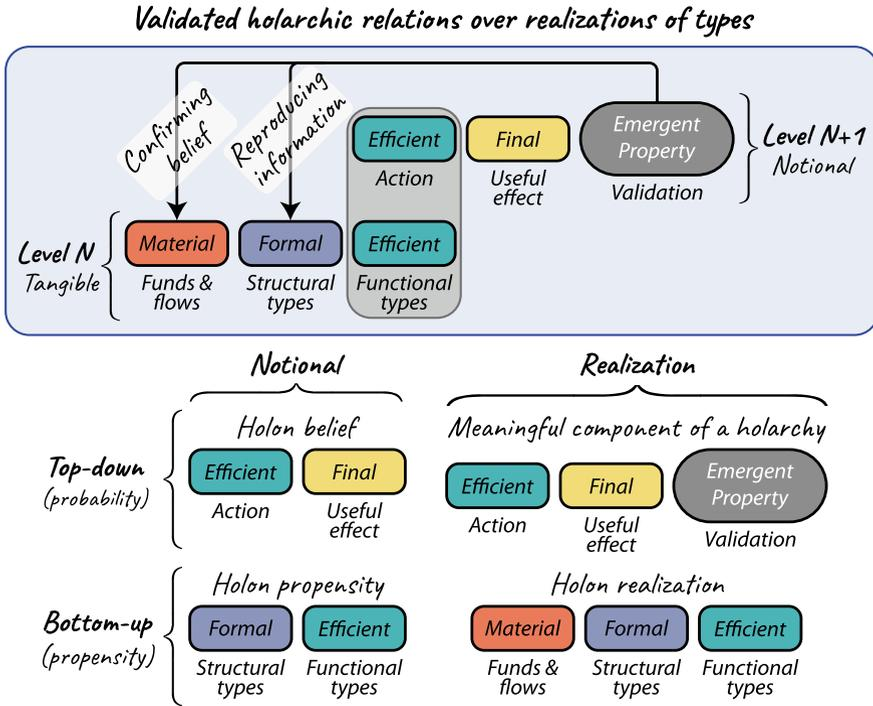 Validated holarchic relations over realizations of types
Confirming
belief
Reproducing
information
Efficient
Action
Final
Useful
effect
Emergent
Property
Validation
Level N+1
Notional
Level N
Tangible
Material
Funds &
flows
Formal
Structural
types
Efficient
Functional
types
Notional
Realization
Top-down
(probability)
Holon belief
Efficient
Action
Final
Useful
effect
Meaningful component of a holarchy
Efficient
Action
Final
Useful
effect
Emergent
Property
Validation
Bottom-up
(propensity)
Holon propensity
Formal
Structural
types
Efficient
Functional
types
Holon realization
Material
Funds &
flows
Formal
Structural
types
Efficient
Functional
types